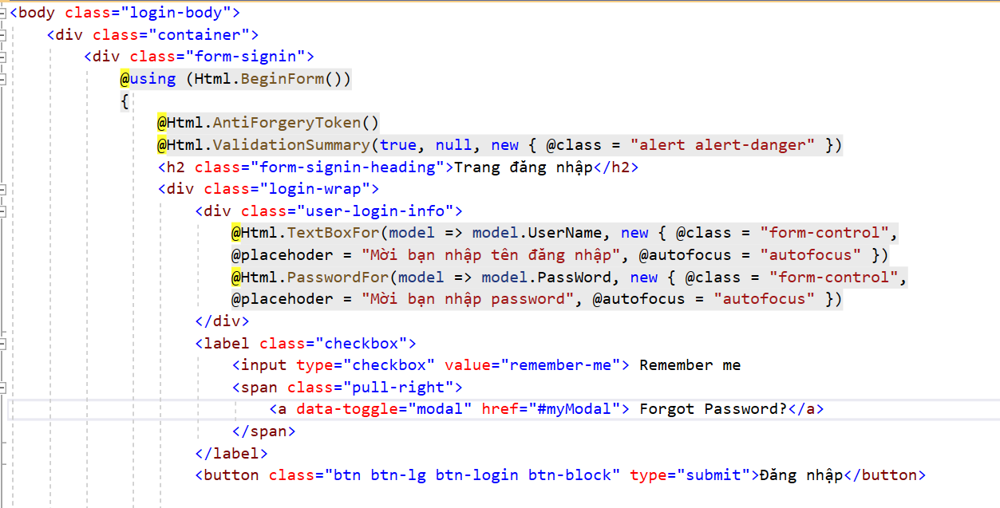 <body class="login-body">
<div class="container">
<div class="form-signin">
@using (Html.BeginForm())
{
@Html.AntiForgeryToken()
@Html.ValidationSummary(true, null, new { @class = "alert alert-danger" })
<h2 class="form-signin-heading">Trang đăng nhập</h2>
<div class="login-wrap">
<div class="user-login-info">
@Html.TextBoxFor(model => model.UserName, new { @class = "form-control",
@placehoder = "Mời bạn nhập tên đăng nhập", @autofocus = "autofocus" })
@Html.PasswordFor(model => model.PassWord, new { @class = "form-control",
@placehoder = "Mời bạn nhập password", @autofocus = "autofocus" })
</div>
<label class="checkbox">
<input type="checkbox" value="remember-me"> Remember me
<span class="pull-right">
<a data-toggle="modal" href="#myModal"> Forgot Password?</a>
</span>
</label>
<button class="btn btn-lg btn-login btn-block" type="submit">Đăng nhập</button>